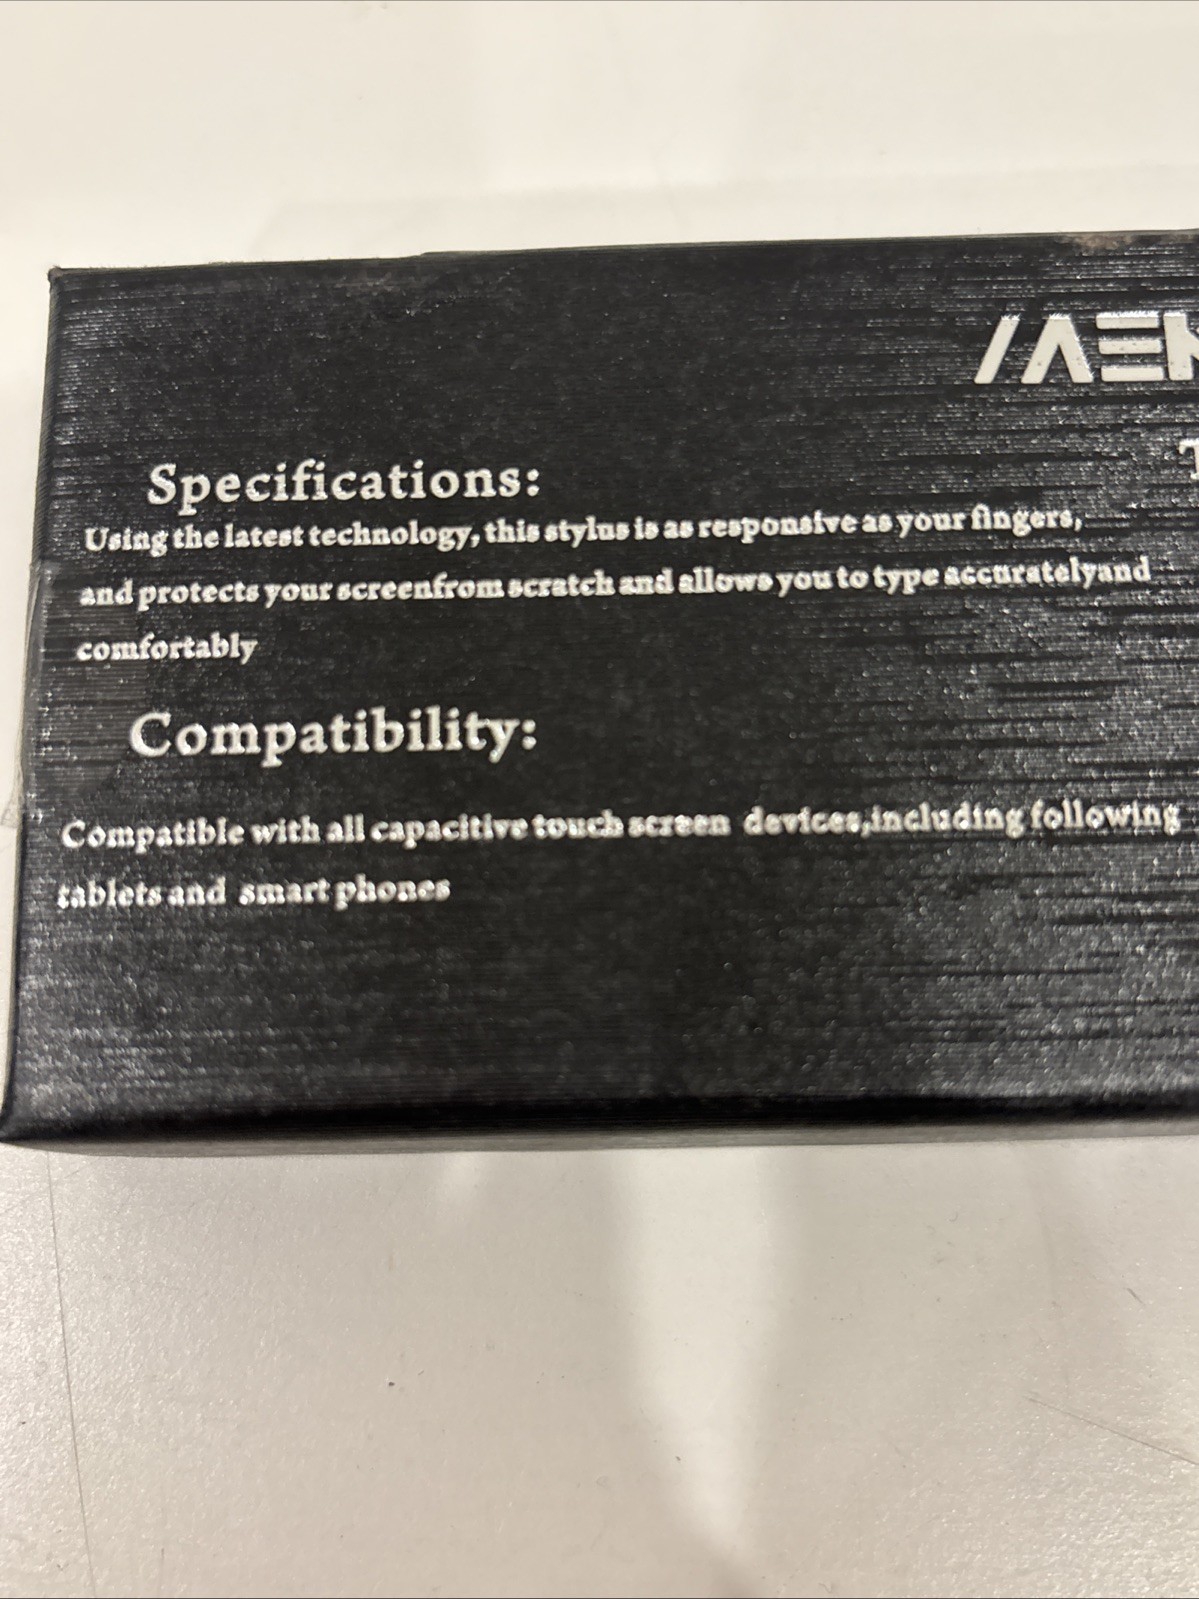 Specifications:
Using the latest technology, this stylus is as responsive as your fingers,
and protects your screenfrom scratch and allows you to type accuratelyand
comfortably
Compatibility:
Compatible with all capacitive touch screen devices,including following
tablets and smart phones